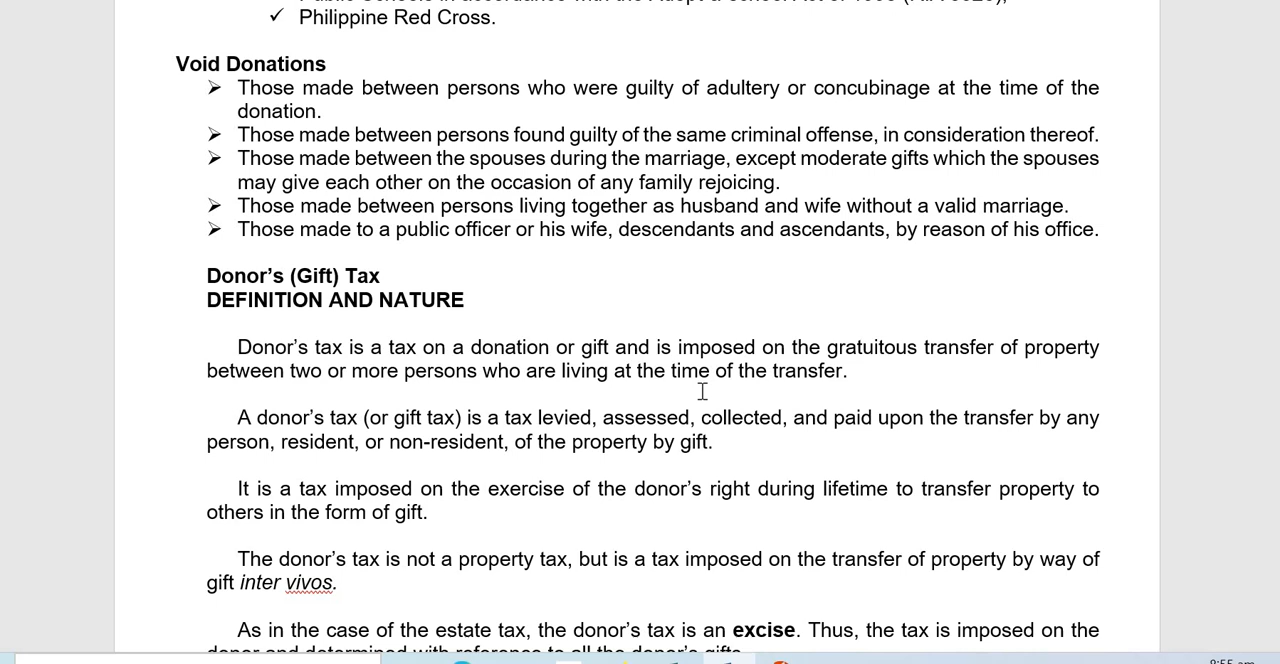 ✓ Philippine Red Cross.
Void Donations
➢ Those made between persons who were guilty of adultery or concubinage at the time of the
donation.
➢ Those made between persons found guilty of the same criminal offense, in consideration thereof.
➢ Those made between the spouses during the marriage, except moderate gifts which the spouses
may give each other on the occasion of any family rejoicing.
➢ Those made between persons living together as husband and wife without a valid marriage.
➢ Those made to a public officer or his wife, descendants and ascendants, by reason of his office.
Donor’s (Gift) Tax
DEFINITION AND NATURE
Donor’s tax is a tax on a donation or gift and is imposed on the gratuitous transfer of property
between two or more persons who are living at the time of the transfer.
A donor’s tax (or gift tax) is a tax levied, assessed, collected, and paid upon the transfer by any
person, resident, or non-resident, of the property by gift.
It is a tax imposed on the exercise of the donor’s right during lifetime to transfer property to
others in the form of gift.
The donor’s tax is not a property tax, but is a tax imposed on the transfer of property by way of
gift inter vivos.
As in the case of the estate tax, the donor’s tax is an excise. Thus, the tax is imposed on the
donor and determined with reference to all the donor’s gifts